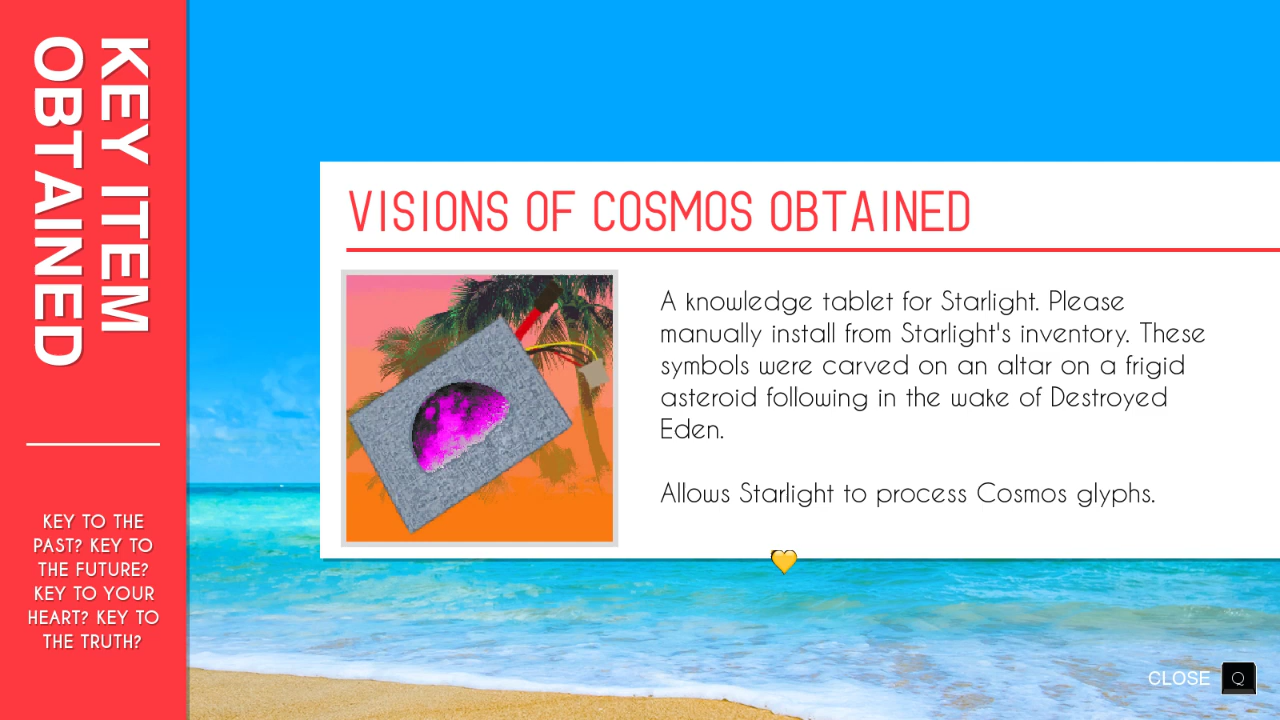 KEY ITEM
OBTAINED
KEY TO THE
PAST? KEY TO
THE FUTURE?
KEY TO YOUR
HEART? KEY TO
THE TRUTH?
VISIONS OF COSMOS OBTAINED
A knowledge tablet for Starlight. Please
manually install from Starlight's inventory. These
symbols were carved on an altar on a frigid
asteroid following in the wake of Destroyed
Eden.
Allows Starlight to process Cosmos glyphs.
CLOSE Q